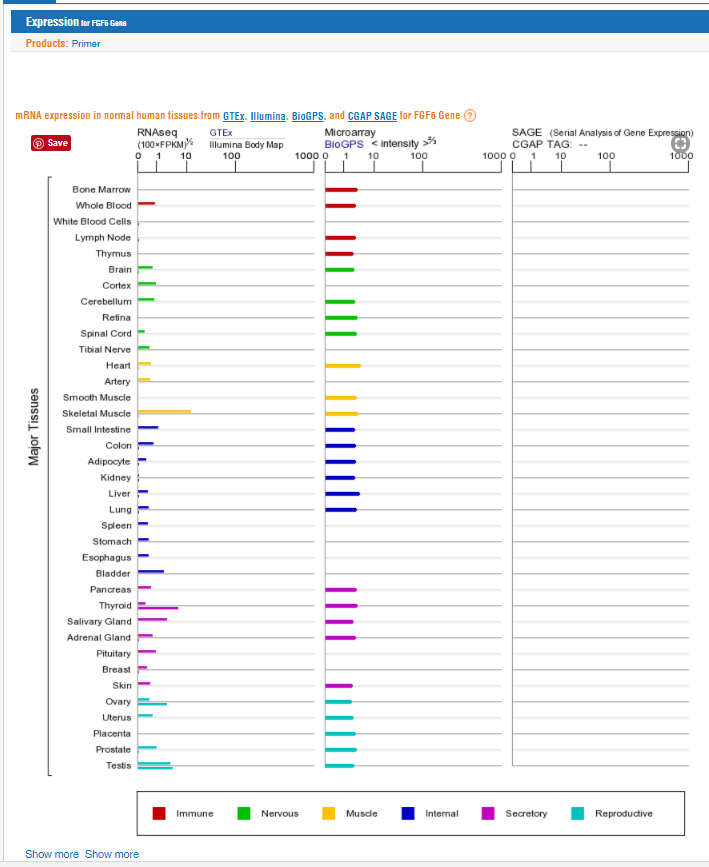 Expression for FGF6 Gene
Products: Primer
mRNA expression in normal human tissues from GTEx, Illumina, BioGPS, and CGAP SAGE for FGF6 Gene ?
Save
RNAseq GTEx
(100×FPKM)½ Illumina Body Map
0 1 10 100 1000
Microarray
BioGPS < intensity >⅔
0 1 10 100 1000
SAGE (Serial Analysis of Gene Expression)
CGAP TAG: --
0 1 10 100 1000
Major Tissues
Bone Marrow
Whole Blood
White Blood Cells
Lymph Node
Thymus
Brain
Cortex
Cerebellum
Retina
Spinal Cord
Tibial Nerve
Heart
Artery
Smooth Muscle
Skeletal Muscle
Small Intestine
Colon
Adipocyte
Kidney
Liver
Lung
Spleen
Stomach
Esophagus
Bladder
Pancreas
Thyroid
Salivary Gland
Adrenal Gland
Pituitary
Breast
Skin
Ovary
Uterus
Placenta
Prostate
Testis
Immune Nervous Muscle Internal Secretory Reproductive
Show more Show more